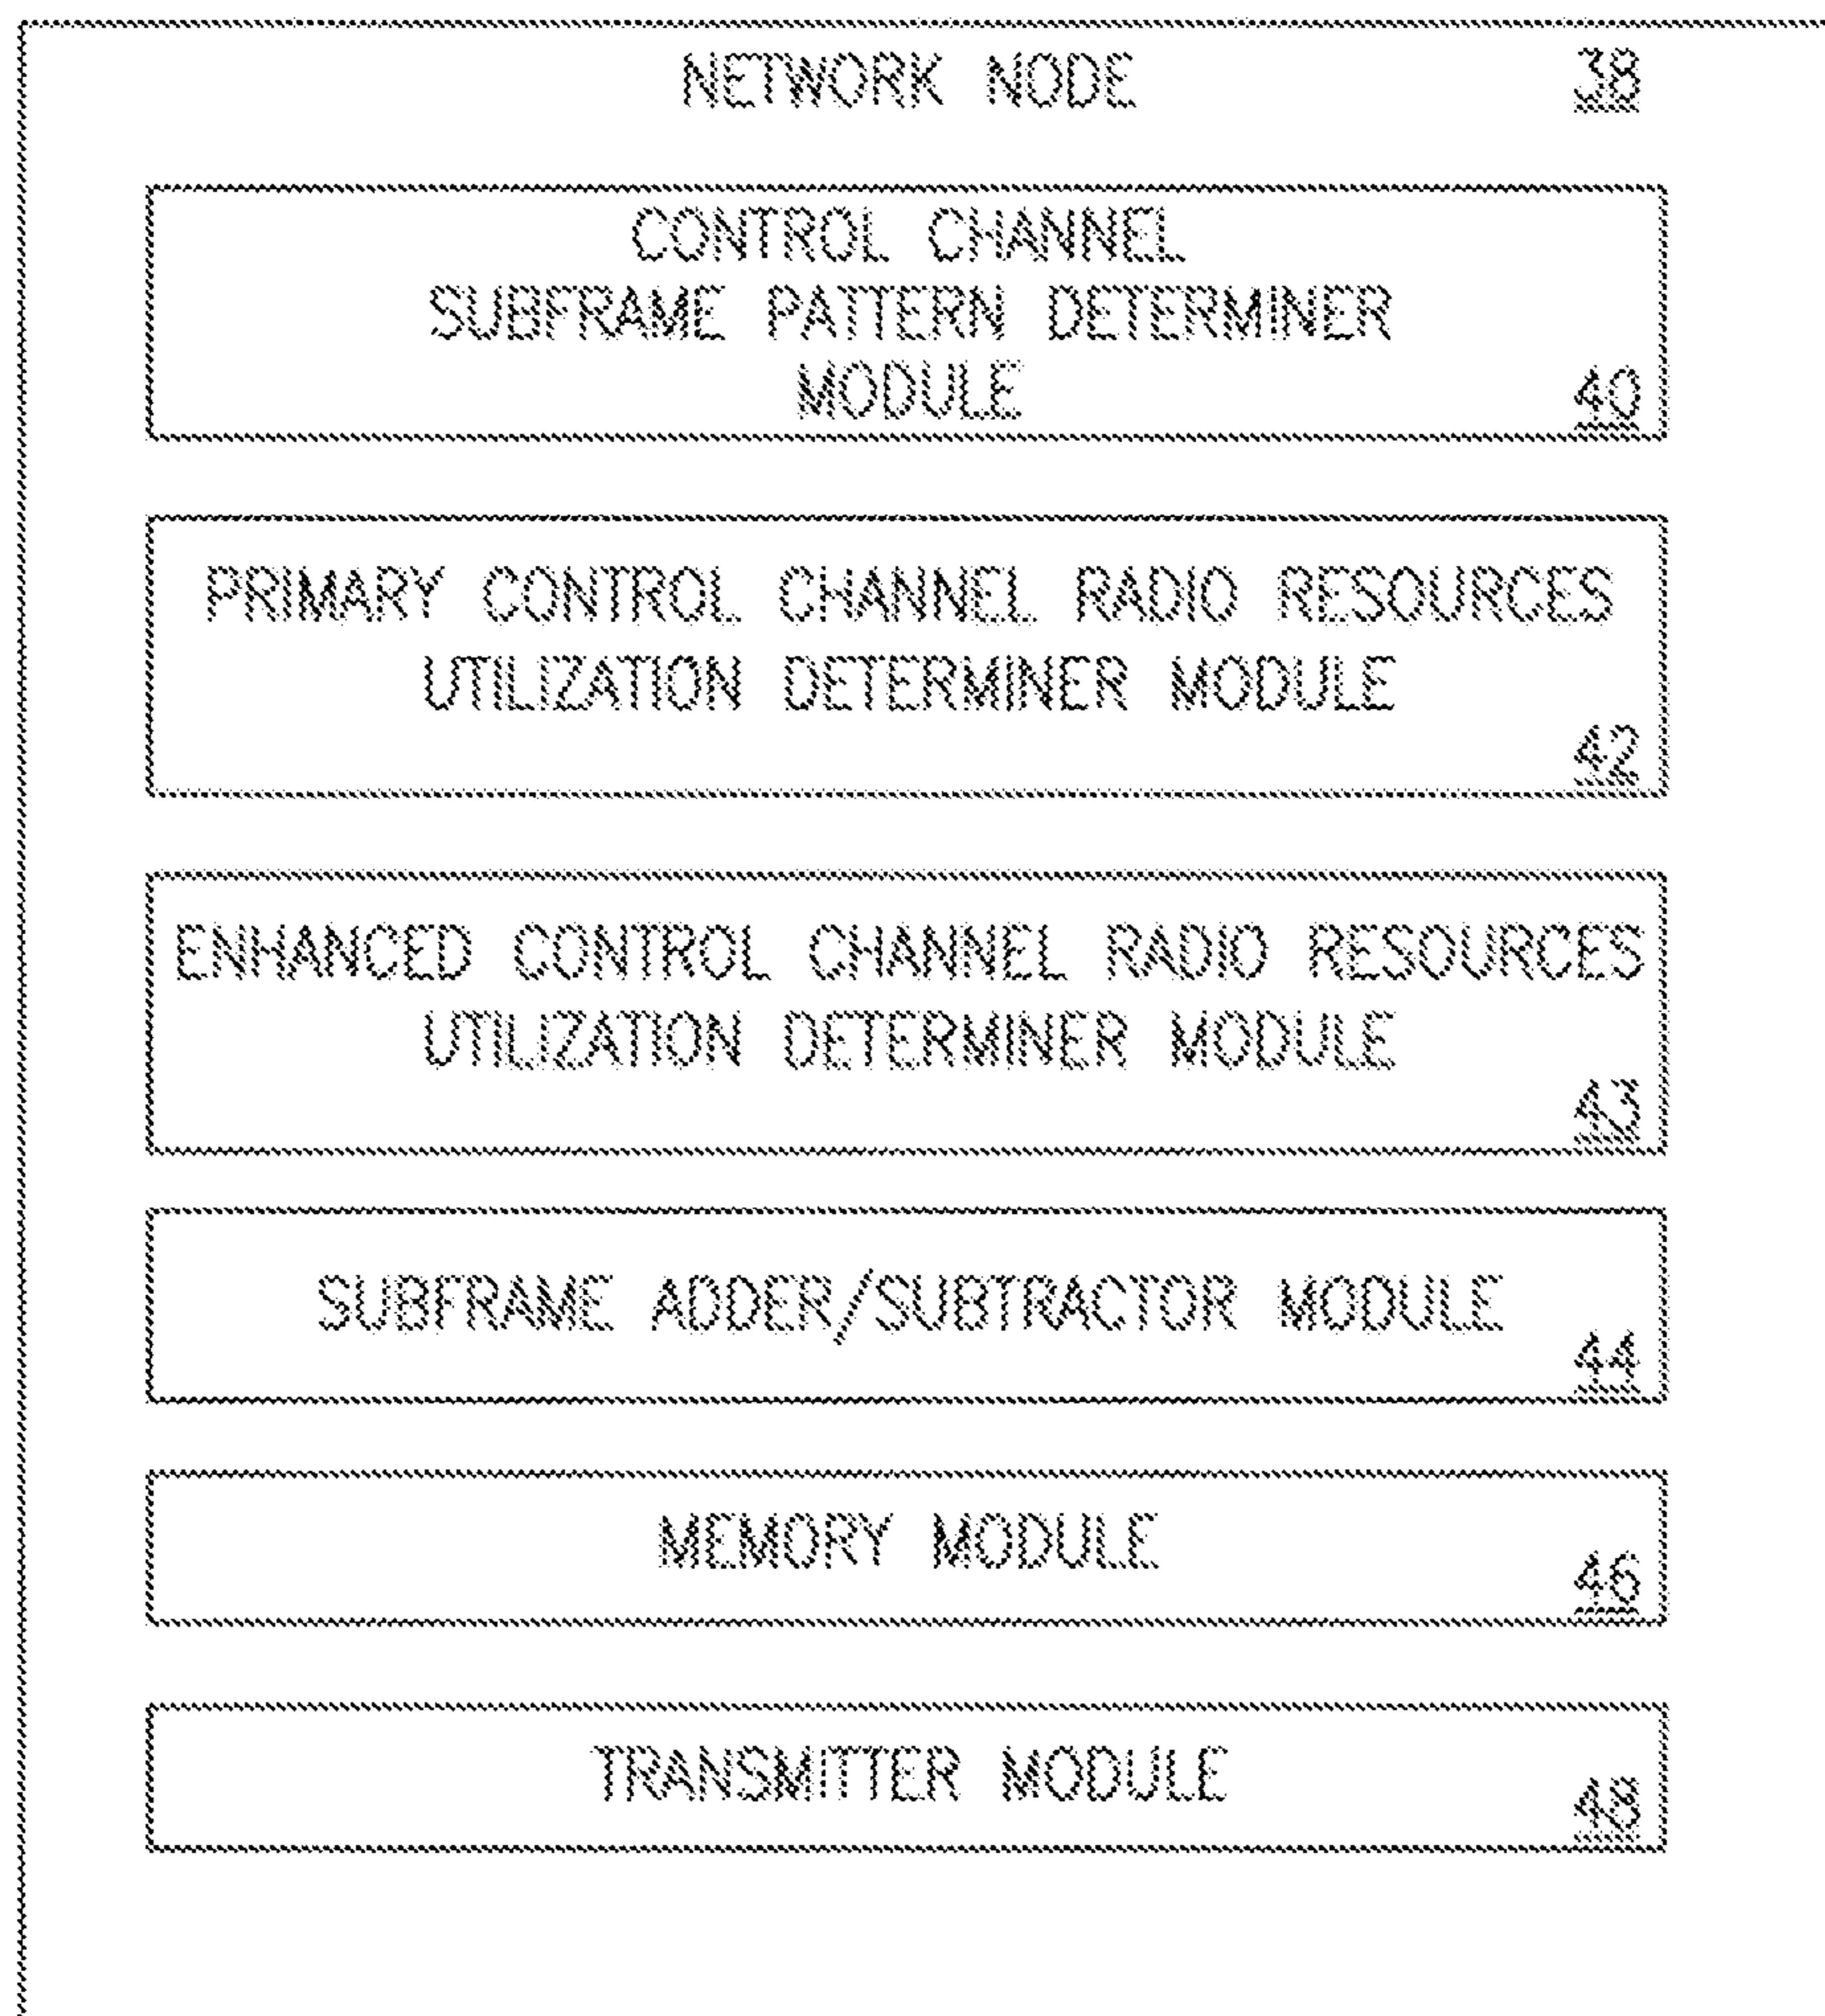 NETWORK NODE 38
CONTROL CHANNEL
SUBFRAME PATTERN DETERMINER
MODULE 40
PRIMARY CONTROL CHANNEL RADIO RESOURCES
UTILIZATION DETERMINER MODULE
42
ENHANCED CONTROL CHANNEL RADIO RESOURCES
UTILIZATION DETERMINER MODULE
43
SUBFRAME ADDER/SUBTRACTOR MODULE
44
MEMORY MODULE
46
TRANSMITTER MODULE
48